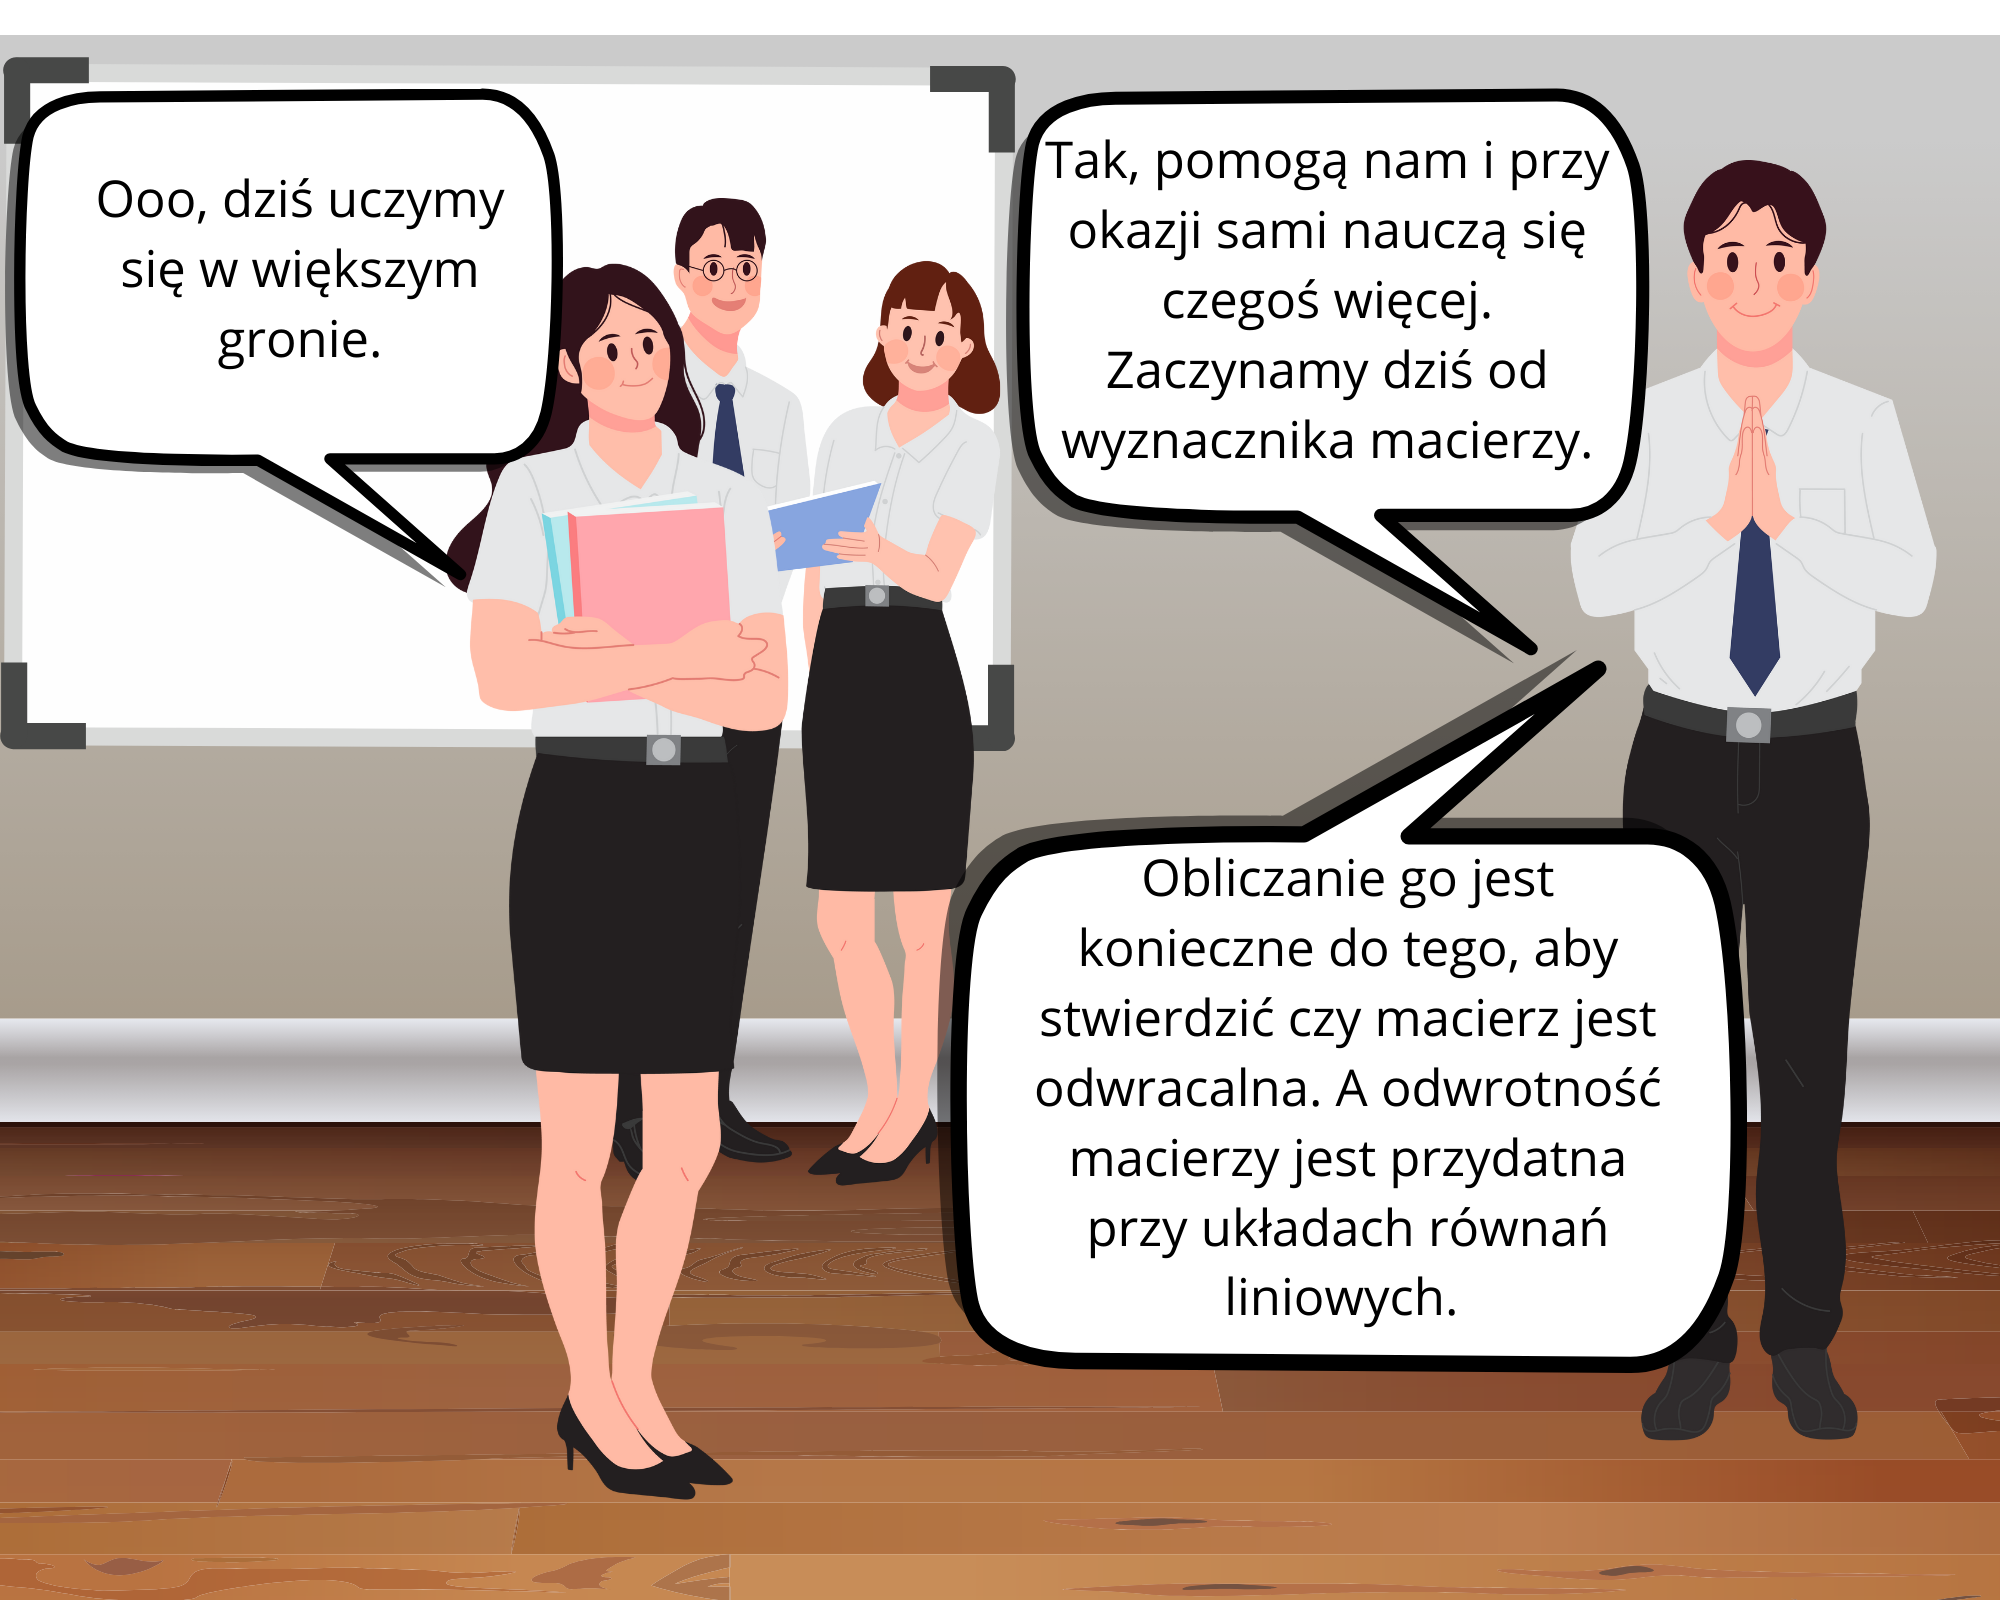 Ooo, dziś uczymy
się w większym
gronie.
Tak, pomogą nam i przy
okazji sami nauczą się
czegoś więcej.
Zaczynamy dziś od
wyznacznika macierzy.
Obliczanie go jest
konieczne do tego, aby
stwierdzić czy macierz jest
odwracalna. A odwrotność
macierzy jest przydatna
przy układach równań
liniowych.